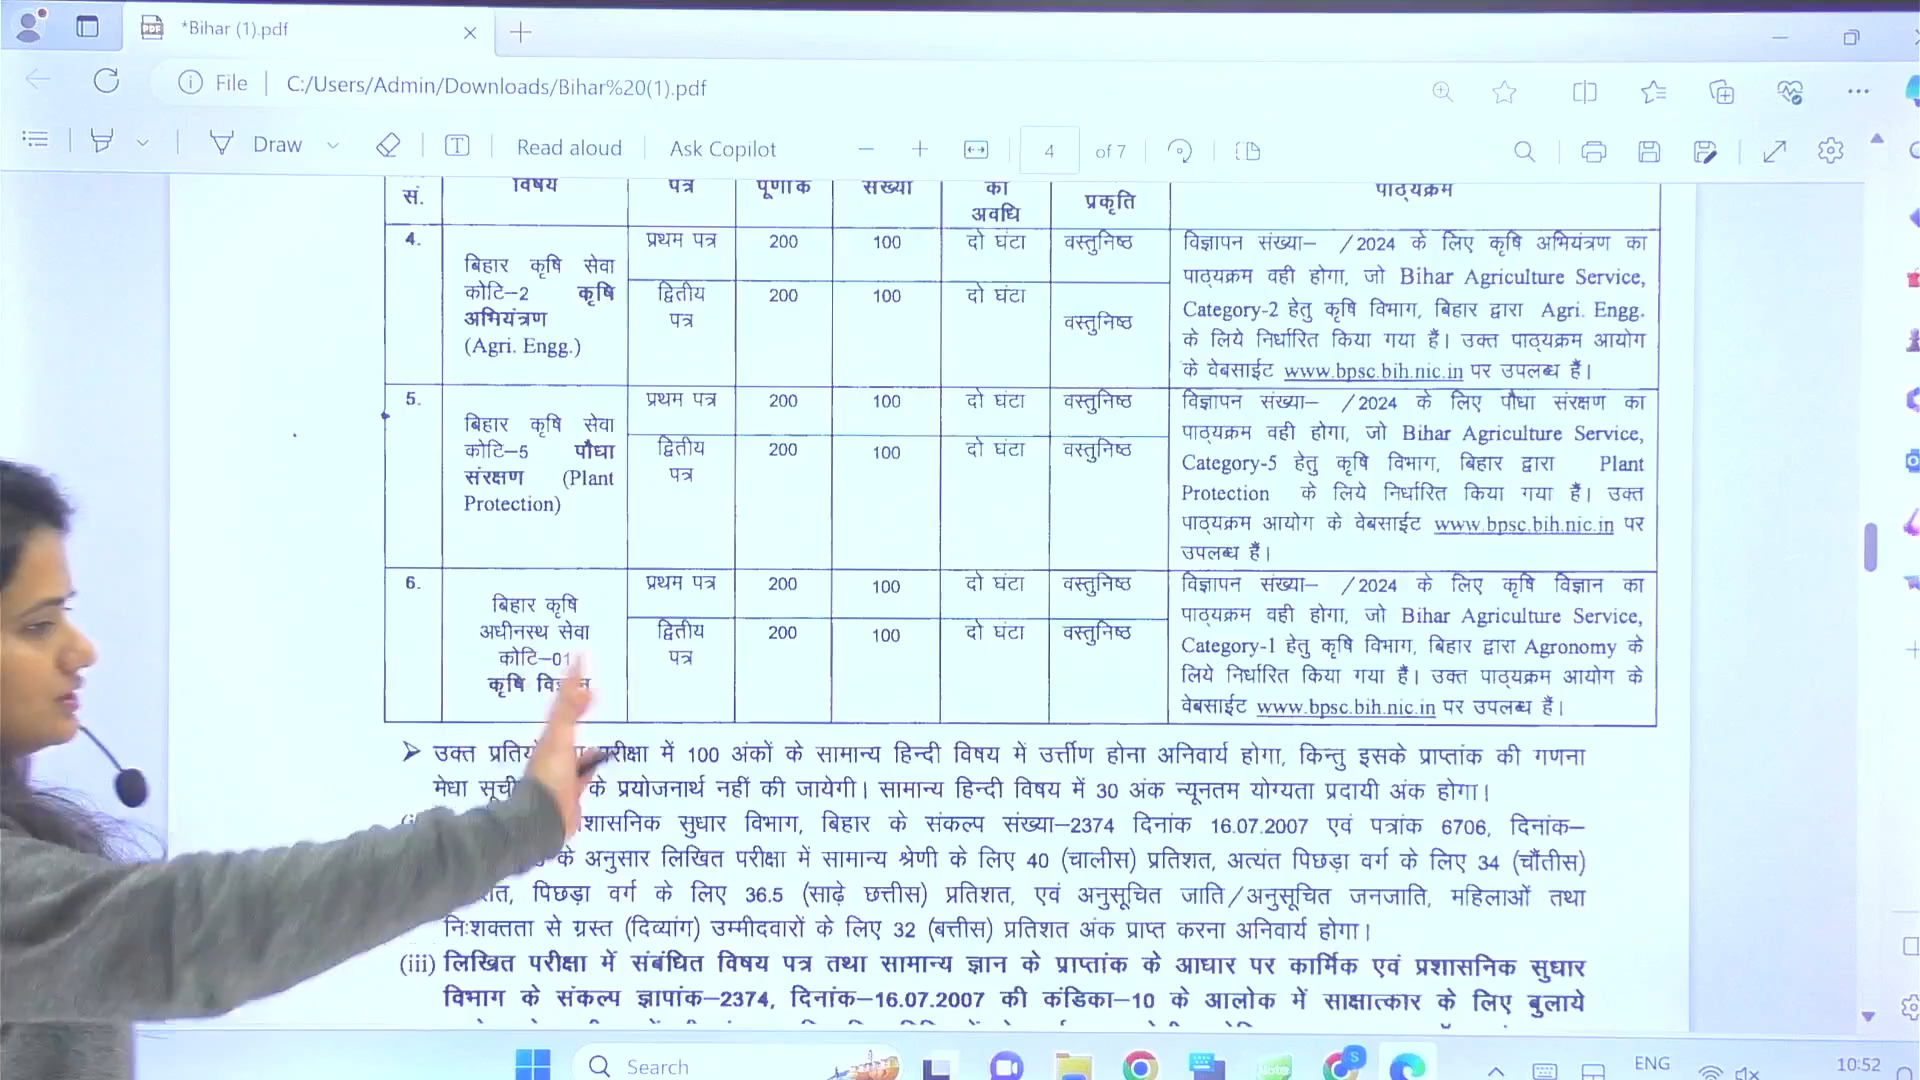 *Bihar (1).pdf
File
C:/Users/Admin/Downloads/Bihar%20(1).pdf
Draw
Read aloud
Ask Copilot
4 of 7
सं. विषय पत्र पूर्णांक संख्या का अवधि प्रकृति पाठ्यक्रम
4.
बिहार कृषि सेवा
कोटि–2 कृषि
अभियंत्रण
(Agri. Engg.)
प्रथम पत्र 200 100 दो घंटा वस्तुनिष्ठ
द्वितीय पत्र 200 100 दो घंटा वस्तुनिष्ठ
विज्ञापन संख्या– /2024 के लिए कृषि अभियंत्रण का
पाठ्यक्रम वही होगा, जो Bihar Agriculture Service,
Category-2 हेतु कृषि विभाग, बिहार द्वारा Agri. Engg.
के लिये निर्धारित किया गया है। उक्त पाठ्यक्रम आयोग
के वेबसाईट www.bpsc.bih.nic.in पर उपलब्ध हैं।
5.
बिहार कृषि सेवा
कोटि–5 पौधा
संरक्षण (Plant
Protection)
प्रथम पत्र 200 100 दो घंटा वस्तुनिष्ठ
द्वितीय पत्र 200 100 दो घंटा वस्तुनिष्ठ
विज्ञापन संख्या– /2024 के लिए पौधा संरक्षण का
पाठ्यक्रम वही होगा, जो Bihar Agriculture Service,
Category-5 हेतु कृषि विभाग, बिहार द्वारा Plant
Protection के लिये निर्धारित किया गया है। उक्त
पाठ्यक्रम आयोग के वेबसाईट www.bpsc.bih.nic.in पर
उपलब्ध हैं।
6.
बिहार कृषि
अधीनस्थ सेवा
कोटि–01
कृषि
प्रथम पत्र 200 100 दो घंटा वस्तुनिष्ठ
द्वितीय पत्र 200 100 दो घंटा वस्तुनिष्ठ
विज्ञापन संख्या– /2024 के लिए कृषि विज्ञान का
पाठ्यक्रम वही होगा, जो Bihar Agriculture Service,
Category-1 हेतु कृषि विभाग, बिहार द्वारा Agronomy के
लिये निर्धारित किया गया है। उक्त पाठ्यक्रम आयोग के
वेबसाईट www.bpsc.bih.nic.in पर उपलब्ध हैं।
➢ उक्त परीक्षा में 100 अंकों के सामान्य हिन्दी विषय में उर्त्तीण होना अनिवार्य होगा, किन्तु इसके प्राप्तांक की गणना
मेधा के प्रयोजनार्थ नहीं की जायेगी। सामान्य हिन्दी विषय में 30 अंक न्यूनतम योग्यता प्रदायी अंक होगा।
सुधार विभाग, बिहार के संकल्प संख्या–2374 दिनांक 16.07.2007 एवं पत्रांक 6706, दिनांक–
के अनुसार लिखित परीक्षा में सामान्य श्रेणी के लिए 40 (चालीस) प्रतिशत, अत्यंत पिछड़ा वर्ग के लिए 34 (चौंतीस)
पिछड़ा वर्ग के लिए 36.5 (साढ़े छत्तीस) प्रतिशत, एवं अनुसूचित जाति/अनुसूचित जनजाति, महिलाओं तथा
निःशक्तता से ग्रस्त (दिव्यांग) उम्मीदवारों के लिए 32 (बत्तीस) प्रतिशत अंक प्राप्त करना अनिवार्य होगा।
(iii) लिखित परीक्षा में संबंधित विषय पत्र तथा सामान्य ज्ञान के प्राप्तांक के आधार पर कार्मिक एवं प्रशासनिक सुधार
विभाग के संकल्प ज्ञापांक–2374, दिनांक–16.07.2007 की कंडिका–10 के आलोक में साक्षात्कार के लिए बुलाये
Search
ENG
10:52